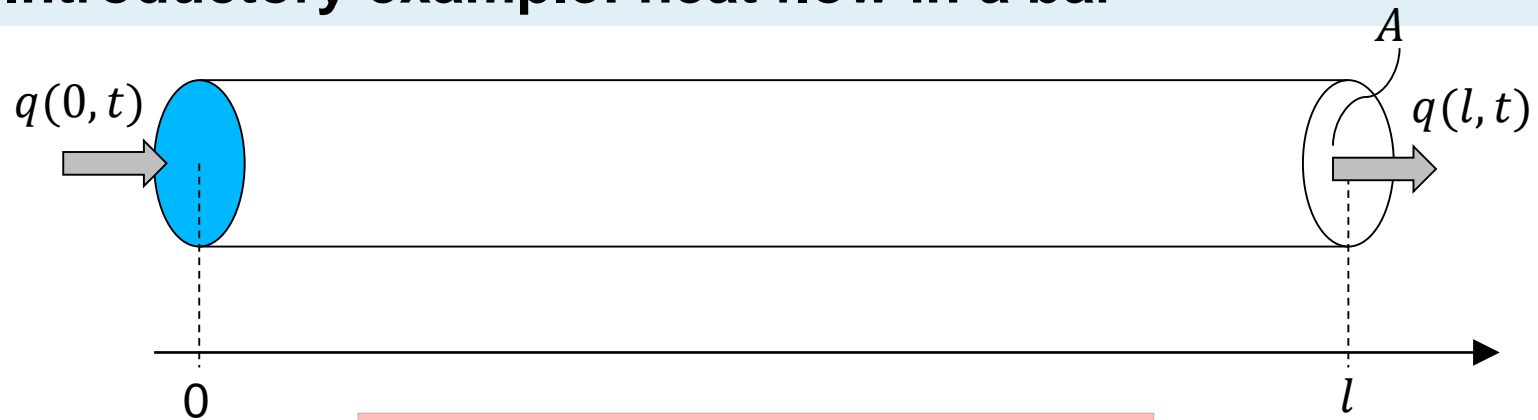 introductory example: heat flow in a bar
A
q(0, t)
q(l, t)
0
l